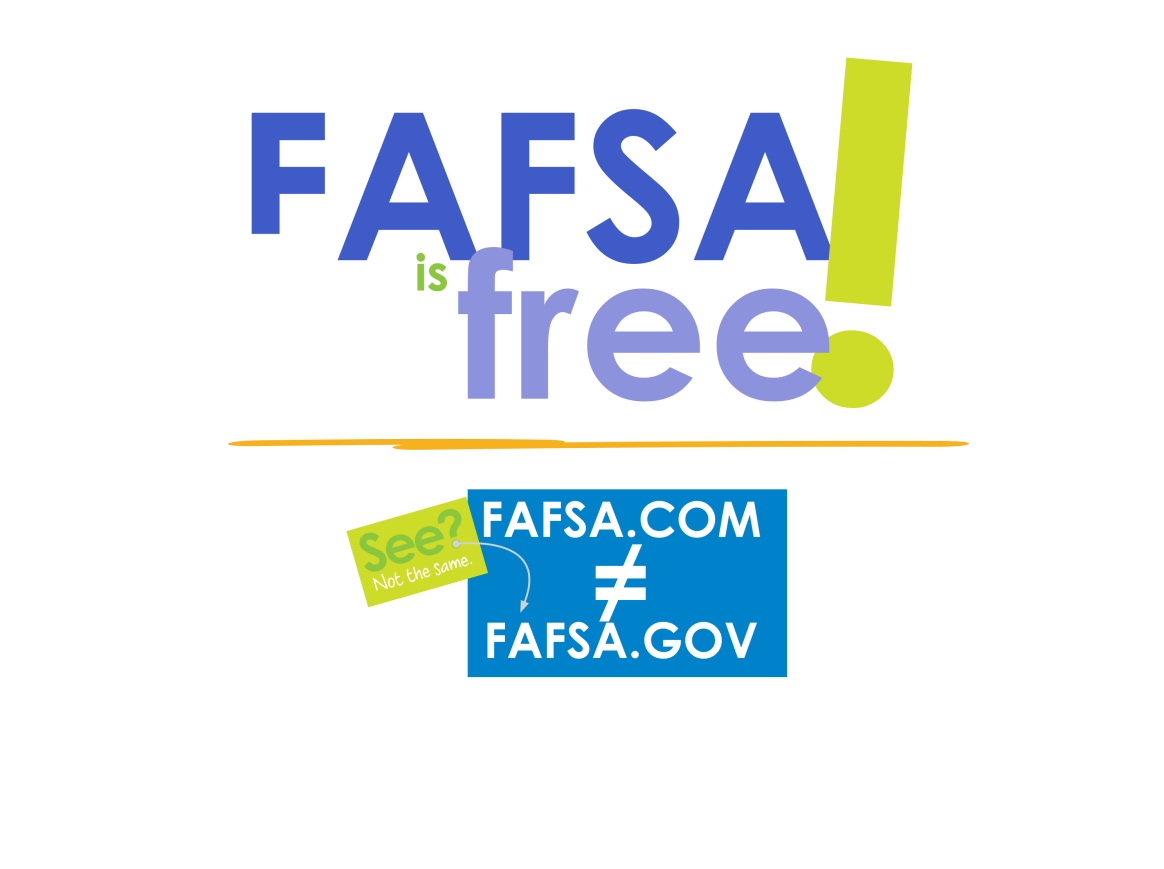 FAFSA!
is
free
FAFSA.COM
See?
Not the same.
≠
FAFSA.GOV